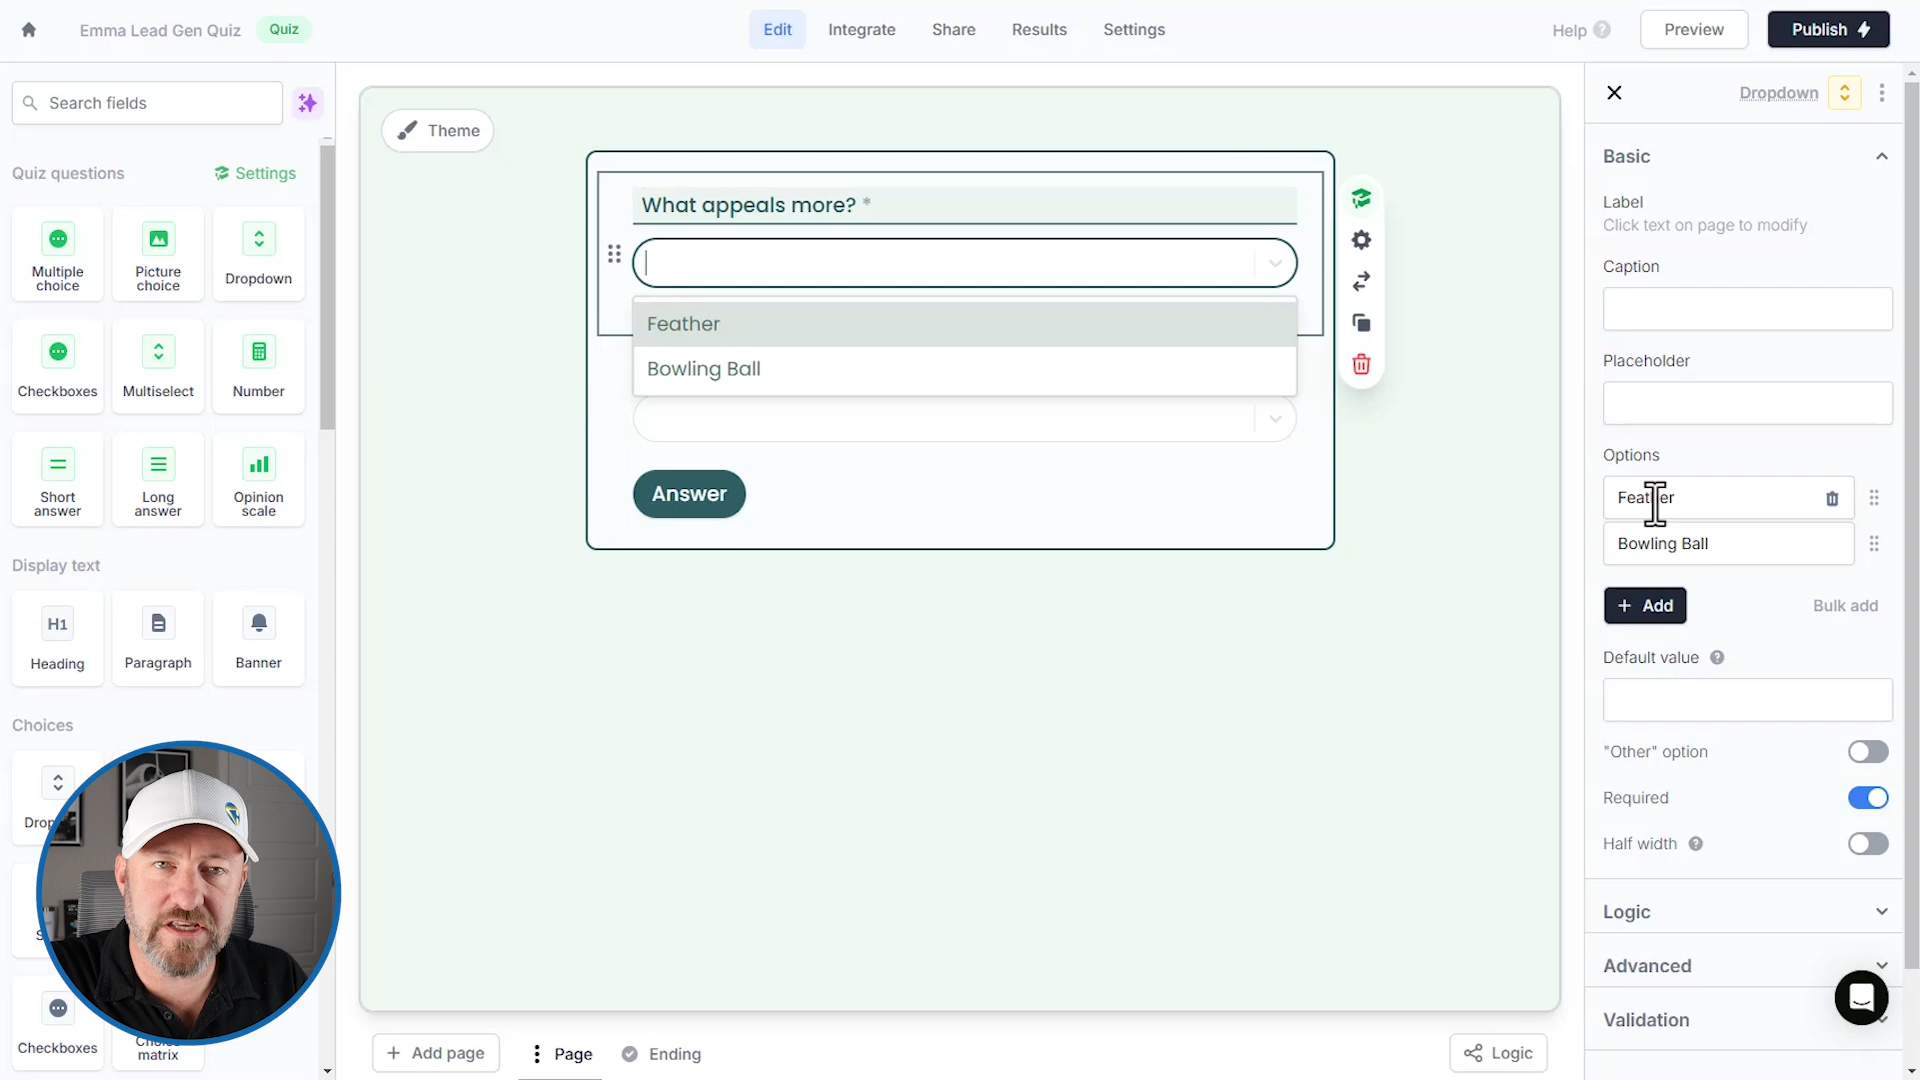 Emma Lead Gen Quiz
Quiz
Edit
Integrate
Share
Results
Settings
Help
Preview
Publish
Search fields
Quiz questions
Settings
Multiple
choice
Picture
choice
Dropdown
Checkboxes
Multiselect
Number
Short
answer
Long
answer
Opinion
scale
Display text
H1
Heading
Paragraph
Banner
Choices
Checkboxes
matrix
Theme
What appeals more? *
Feather
Bowling Ball
Answer
Add page
Page
Ending
Logic
Dropdown
Basic
Label
Click text on page to modify
Caption
Placeholder
Options
Feather
Bowling Ball
+ Add
Bulk add
Default value
"Other" option
Required
Half width
Logic
Advanced
Validation